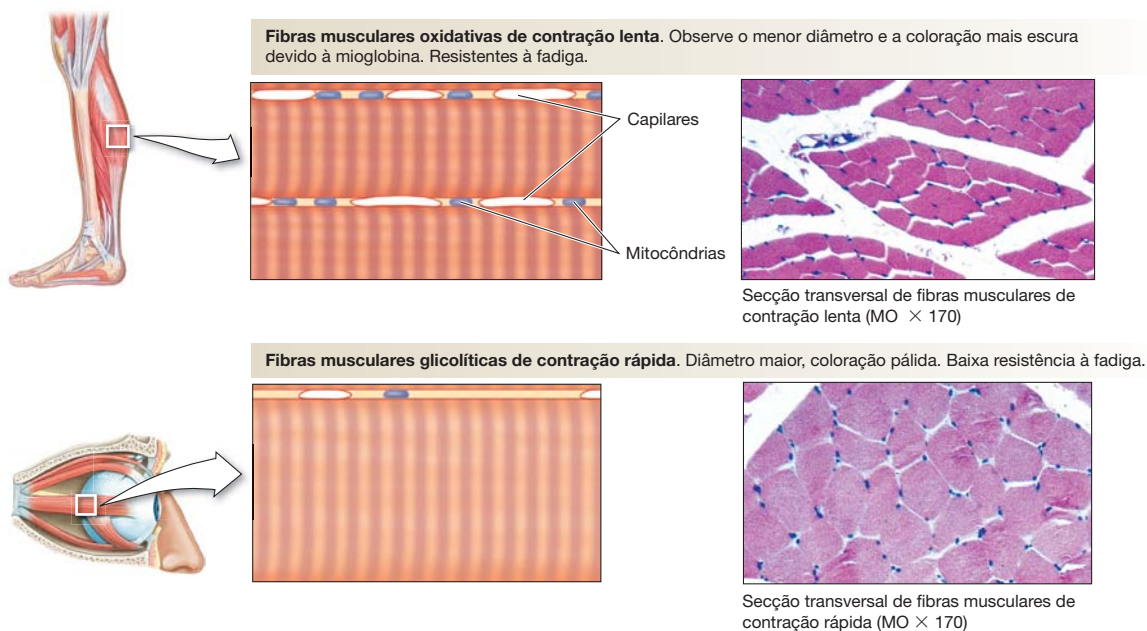 Fibras musculares oxidativas de contração lenta. Observe o menor diâmetro e a coloração mais escura
devido à mioglobina. Resistentes à fadiga.
Capilares
Mitocôndrias
Secção transversal de fibras musculares de
contração lenta (MO × 170)
Fibras musculares glicolíticas de contração rápida. Diâmetro maior, coloração pálida. Baixa resistência à fadiga.
Secção transversal de fibras musculares de
contração rápida (MO × 170)